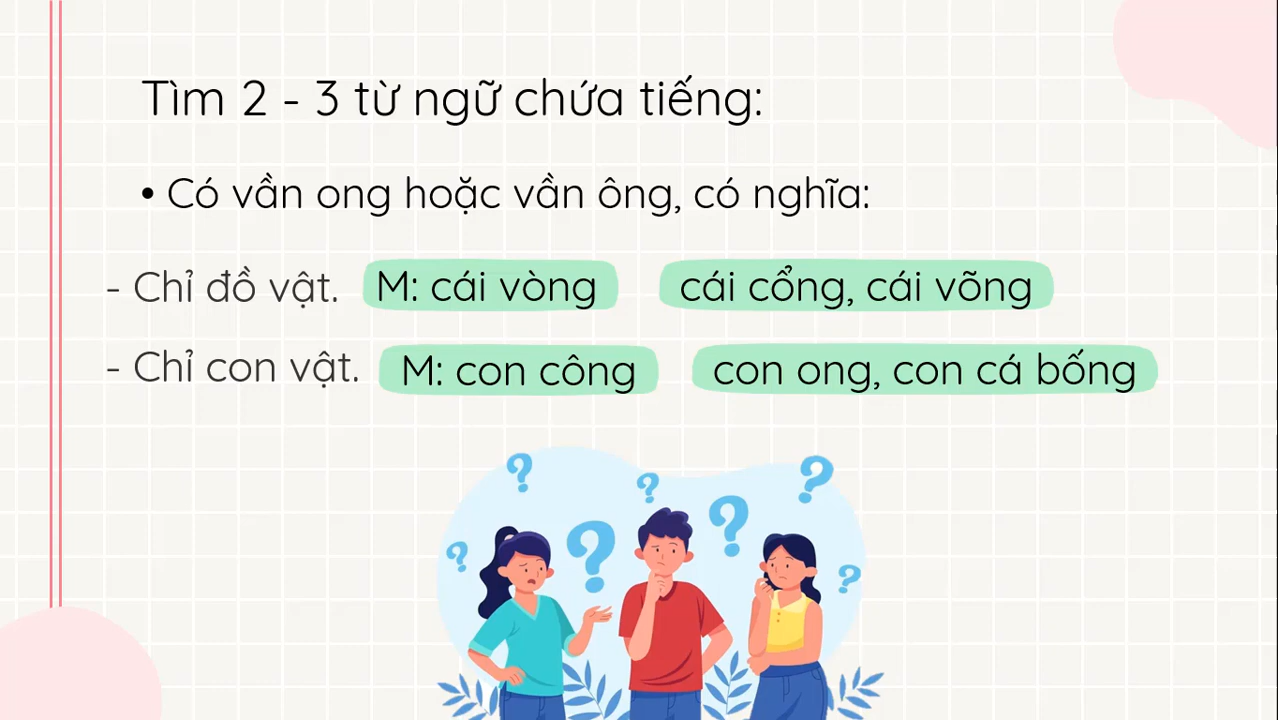 Tìm 2 - 3 từ ngữ chứa tiếng:
• Có vần ong hoặc vần ông, có nghĩa:
- Chỉ đồ vật. M: cái vòng cái cổng, cái võng
- Chỉ con vật. M: con công con ong, con cá bống